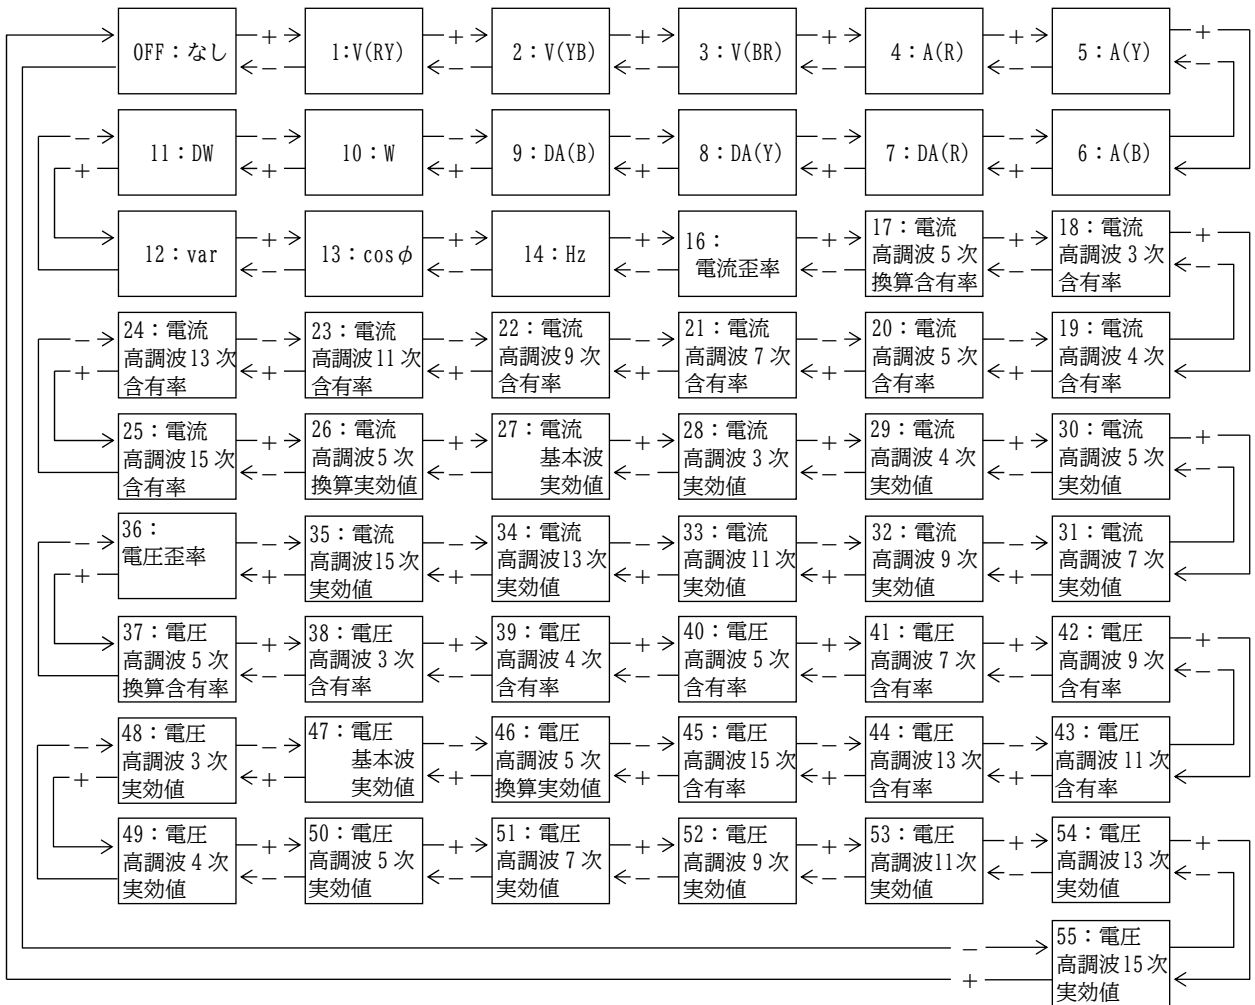 OFF：なし
＋
－
1:V(RY)
＋
－
2：V(YB)
＋
－
3：V(BR)
＋
－
4：A(R)
＋
－
5：A(Y)
＋
－
11：DW
－
＋
10：W
－
＋
9：DA(B)
－
＋
8：DA(Y)
－
＋
7：DA(R)
－
＋
6：A(B)
－
＋
12：var
＋
－
13：cosφ
＋
－
14：Hz
＋
－
16：
電流歪率
＋
－
17：電流
高調波5次
換算含有率
＋
－
18：電流
高調波3次
含有率
＋
－
－
＋
24：電流
高調波13次
含有率
－
＋
23：電流
高調波11次
含有率
－
＋
22：電流
高調波9次
含有率
－
＋
21：電流
高調波7次
含有率
－
＋
20：電流
高調波5次
含有率
－
＋
19：電流
高調波4次
含有率
25：電流
高調波15次
含有率
＋
－
26：電流
高調波5次
換算実効値
＋
－
27：電流
基本波
実効値
＋
－
28：電流
高調波3次
実効値
＋
－
29：電流
高調波4次
実効値
＋
－
30：電流
高調波5次
実効値
＋
－
－
＋
36：
電圧歪率
－
＋
35：電流
高調波15次
実効値
－
＋
34：電流
高調波13次
実効値
－
＋
33：電流
高調波11次
実効値
－
＋
32：電流
高調波9次
実効値
－
＋
31：電流
高調波7次
実効値
37：電圧
高調波5次
換算含有率
＋
－
38：電圧
高調波3次
含有率
＋
－
39：電圧
高調波4次
含有率
＋
－
40：電圧
高調波5次
含有率
＋
－
41：電圧
高調波7次
含有率
＋
－
42：電圧
高調波9次
含有率
＋
－
－
＋
48：電圧
高調波3次
実効値
－
＋
47：電圧
基本波
実効値
－
＋
46：電圧
高調波5次
換算実効値
－
＋
45：電圧
高調波15次
含有率
－
＋
44：電圧
高調波13次
含有率
－
＋
43：電圧
高調波11次
含有率
49：電圧
高調波4次
実効値
＋
－
50：電圧
高調波5次
実効値
＋
－
51：電圧
高調波7次
実効値
＋
－
52：電圧
高調波9次
実効値
＋
－
53：電圧
高調波11次
実効値
＋
－
54：電圧
高調波13次
実効値
＋
－
－
＋
55：電圧
高調波15次
実効値